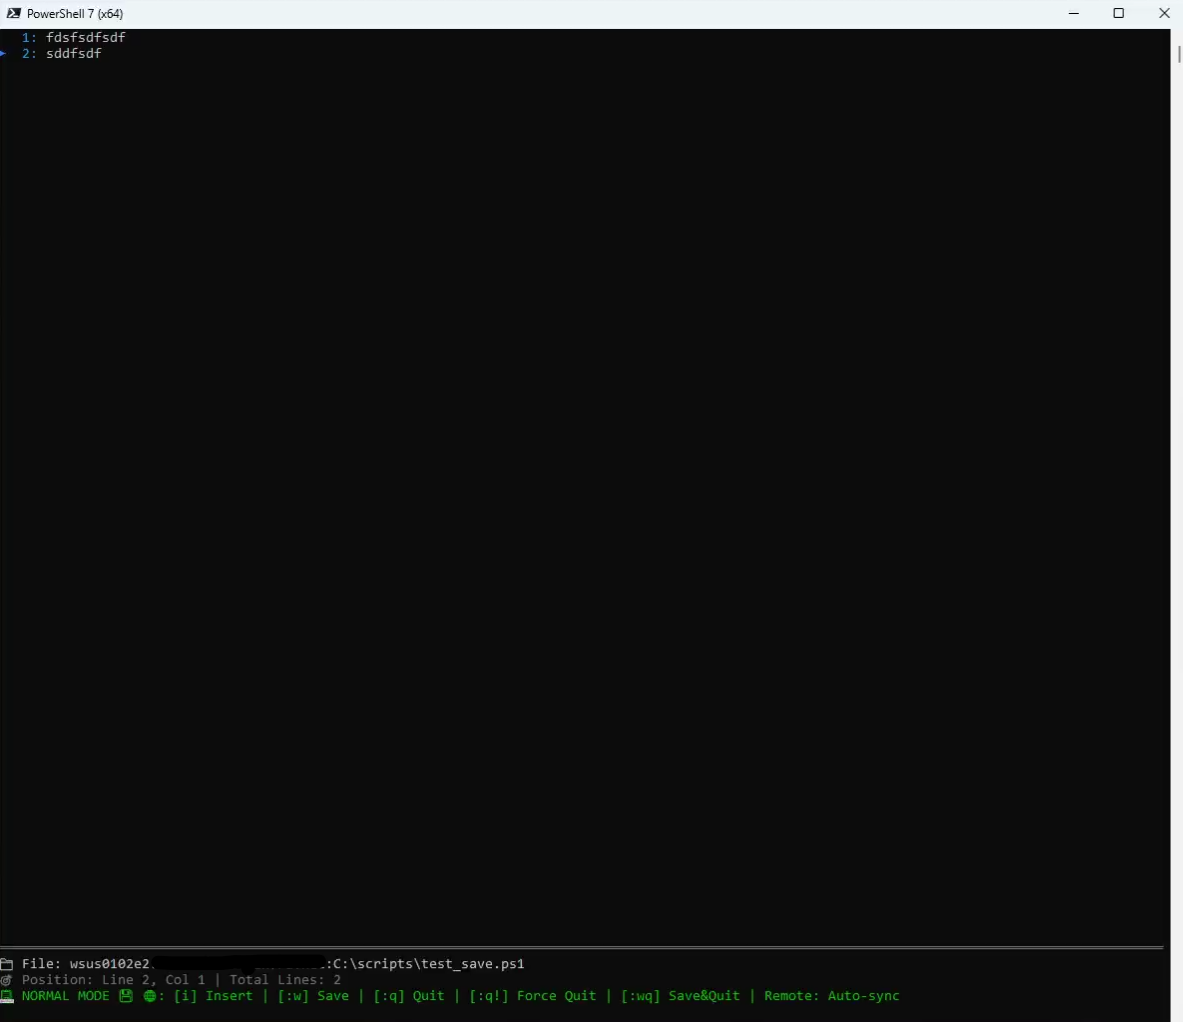 PowerShell 7 (x64)
1: fdsfsdfsdf
2: sddfsdf
File: wsus0102e2. :C:\scripts\test_save.ps1
Position: Line 2, Col 1 | Total Lines: 2
NORMAL MODE : [i] Insert | [:w] Save | [:q] Quit | [:q!] Force Quit | [:wq] Save&Quit | Remote: Auto-sync